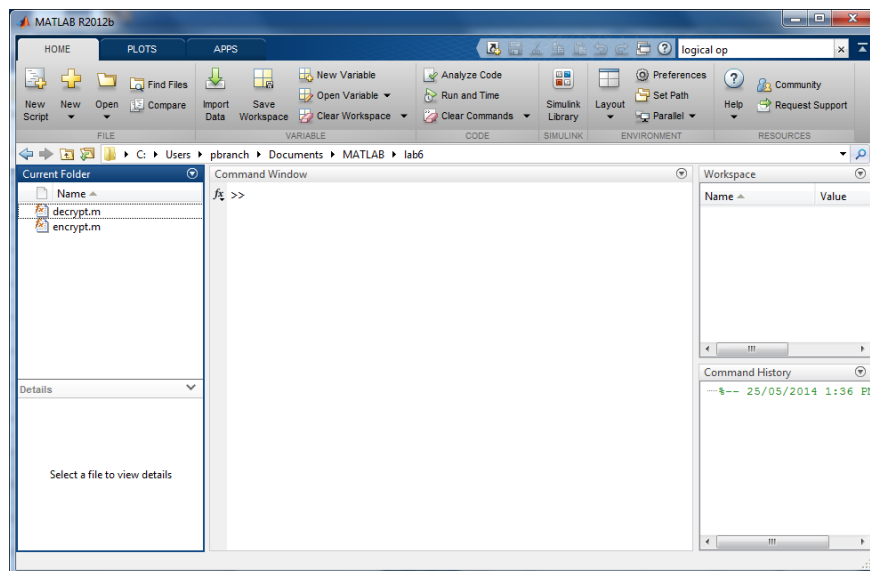 MATLAB R2012b
HOME PLOTS APPS logical op
New Script New Open Find Files Compare Import Data Save Workspace New Variable Open Variable Clear Workspace Analyze Code Run and Time Clear Commands Simulink Library Layout Preferences Set Path Parallel Help Community Request Support
FILE VARIABLE CODE SIMULINK ENVIRONMENT RESOURCES
C: Users pbranch Documents MATLAB lab6
Current Folder Command Window Workspace
Name fx >> Name Value
decrypt.m
encrypt.m
Command History
%-- 25/05/2014 1:36 PM
Details
Select a file to view details